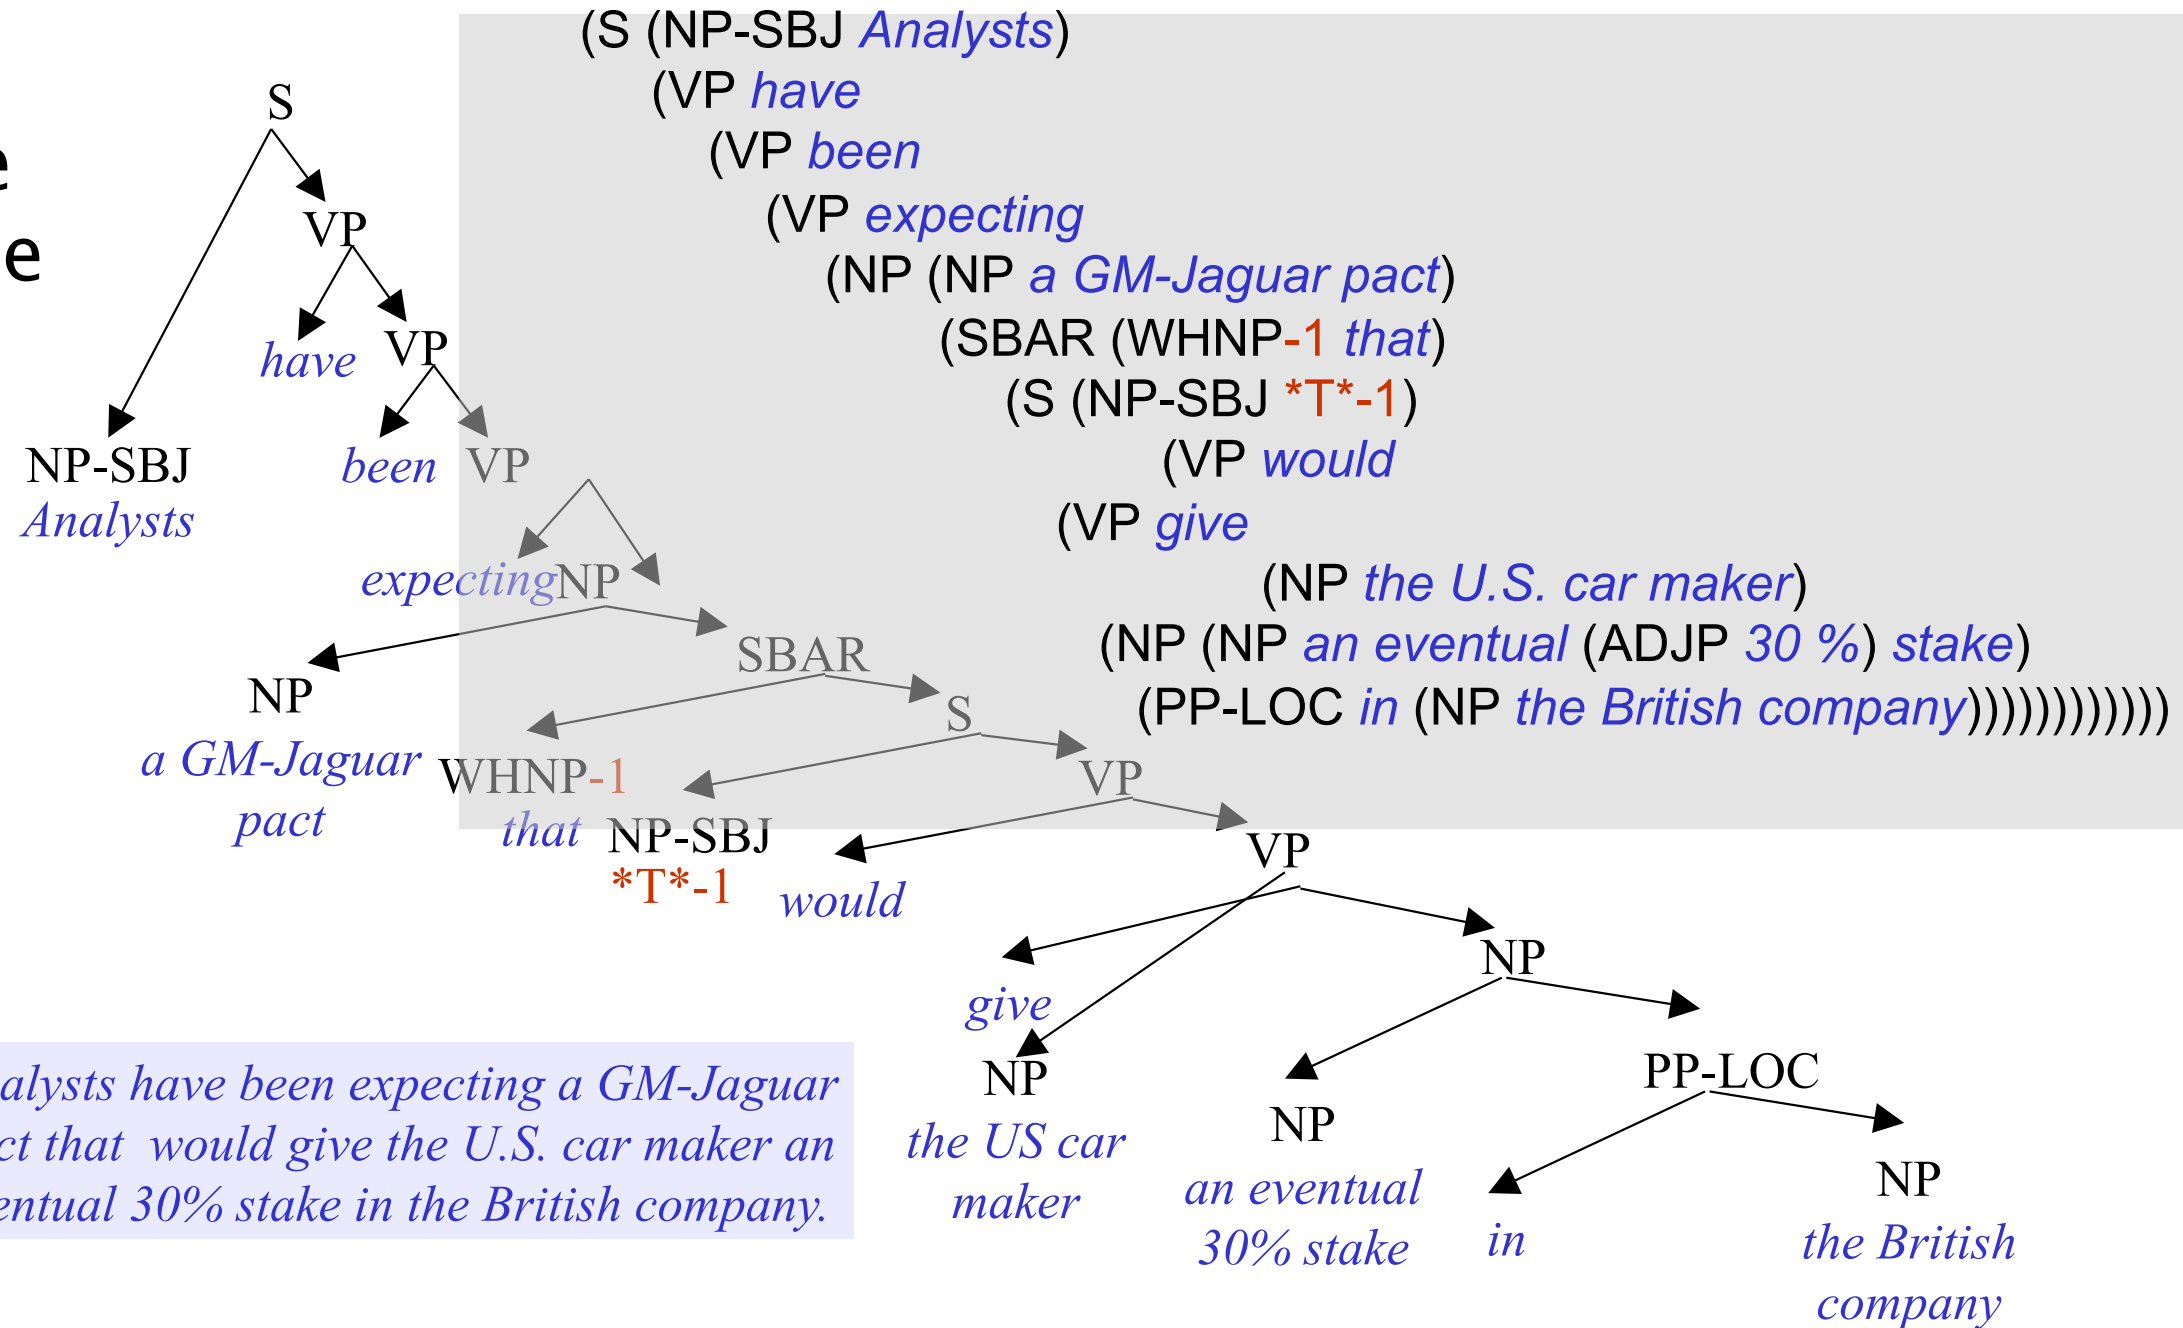 (S (NP-SBJ Analysts)
(VP have
(VP been
(VP expecting
(NP (NP a GM-Jaguar pact)
(SBAR (WHNP-1 that)
(S (NP-SBJ *T*-1)
(VP would
(VP give
(NP the U.S. car maker)
(NP (NP an eventual (ADJP 30 %) stake)
(PP-LOC in (NP the British company))))))))))))
S
VP
have VP
NP-SBJ been VP
Analysts
expecting NP
SBAR
NP
S
a GM-Jaguar WHNP-1 VP
pact that NP-SBJ VP
*T*-1 would
NP
give
NP PP-LOC
the US car NP
maker an eventual NP
30% stake in the British
company
have been expecting a GM-Jaguar
that would give the U.S. car maker an
30% stake in the British company.